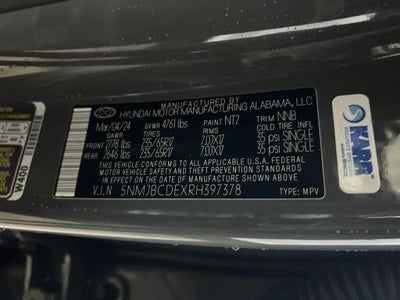 MANUFACTURED BY
HYUNDAI MOTOR MANUFACTURING ALABAMA, LLC
Mar/04/24 GVWR 4761 lbs PAINT NT2 TRIM NNB
GAWR TIRES RIMS COLD TIRE INFL
FRONT 2778 lbs 235/65R17 7.0X17 35 psi SINGLE
REAR 2646 lbs 235/65R17 7.0X17 35 psi SINGLE
THIS VEHICLE CONFORMS TO ALL APPLICABLE
FEDERAL MOTOR VEHICLE SAFETY AND THEFT
PREVENTION STANDARDS IN EFFECT ON THE
DATE OF MANUFACTURE SHOWN ABOVE
V.I.N 5NMJBCDEXRH397378 TYPE: MPV
W400
KARR